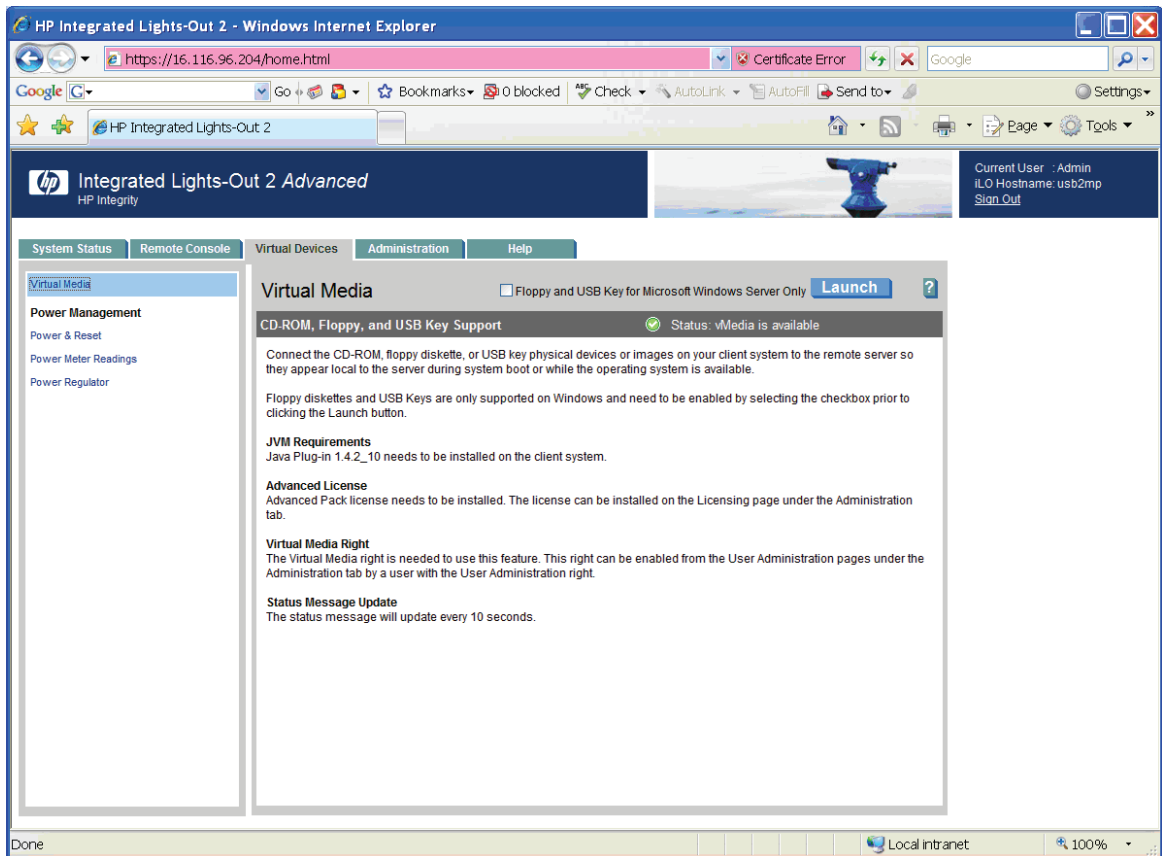 HP Integrated Lights-Out 2 - Windows Internet Explorer
https://16.116.96.204/home.html
Certificate Error
Google
Google
G
Go
Bookmarks
0 blocked
Check
AutoLink
AutoFill
Send to
Settings
HP Integrated Lights-Out 2
Page
Tools
hp
Integrated Lights-Out 2 Advanced
HP Integrity
Current User : Admin
iLO Hostname: usb2mp
Sign Out
System Status
Remote Console
Virtual Devices
Administration
Help
Virtual Media
Power Management
Power & Reset
Power Meter Readings
Power Regulator
Virtual Media
Floppy and USB Key for Microsoft Windows Server Only
Launch
?
CD-ROM, Floppy, and USB Key Support
Status: vMedia is available
Connect the CD-ROM, floppy diskette, or USB key physical devices or images on your client system to the remote server so
they appear local to the server during system boot or while the operating system is available.
Floppy diskettes and USB Keys are only supported on Windows and need to be enabled by selecting the checkbox prior to
clicking the Launch button.
JVM Requirements
Java Plug-in 1.4.2_10 needs to be installed on the client system.
Advanced License
Advanced Pack license needs to be installed. The license can be installed on the Licensing page under the Administration
tab.
Virtual Media Right
The Virtual Media right is needed to use this feature. This right can be enabled from the User Administration pages under the
Administration tab by a user with the User Administration right.
Status Message Update
The status message will update every 10 seconds.
Done
Local intranet
100%